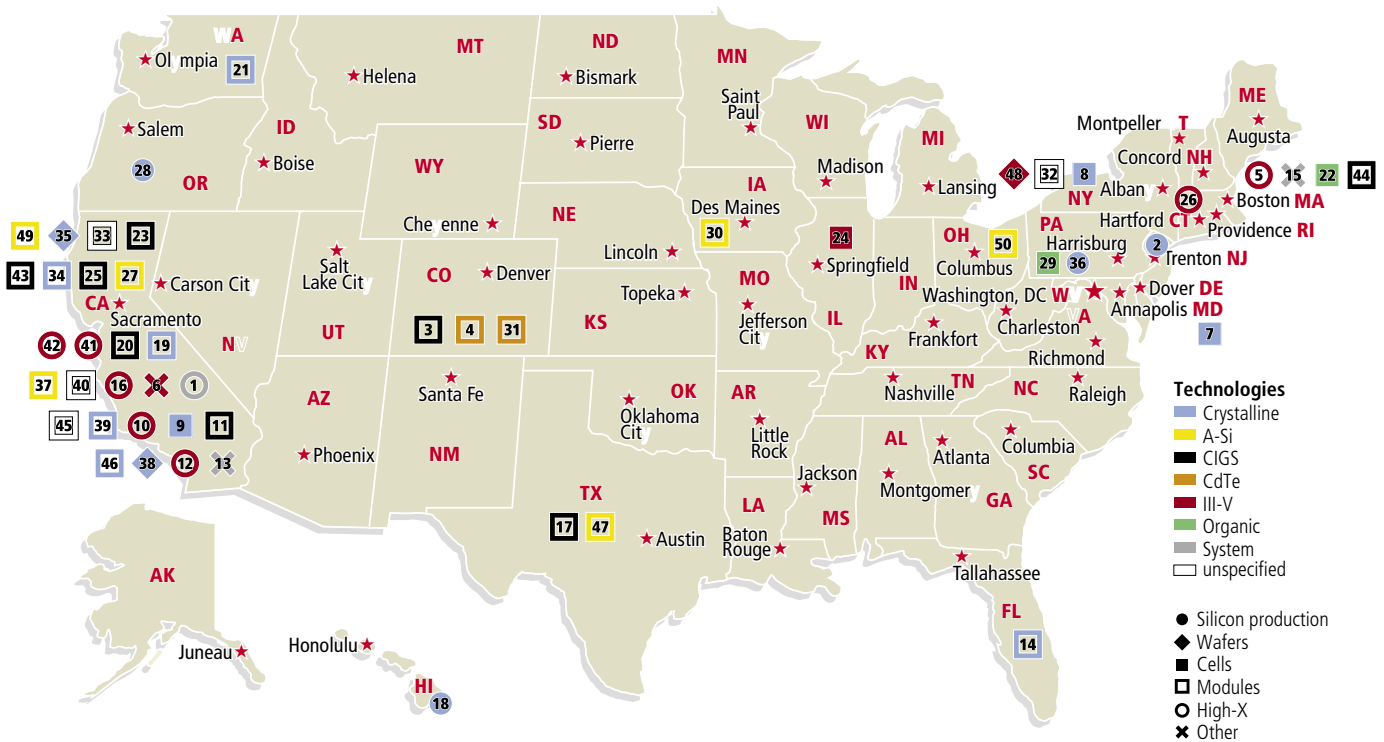 WA
Olympia
21
MT
Helena
ND
Bismark
MN
Saint
Paul
Salem
28
OR
ID
Boise
SD
Pierre
WI
Madison
MI
Lansing
Montpeller
T
Concord NH
ME
Augusta
48 32 8
5 15 22 44
WY
Cheyenne
NE
Lincoln
IA
Des Maines
30
24
Springfield
OH
Columbus
50
PA
Harrisburg
29 36
NY
Alban
26
Hartford CT
Boston MA
Providence RI
2
Trenton NJ
49 35 33 23
43 34 25 27
CA
Sacramento
Carson City
NV
Salt
Lake City
UT
CO
Denver
3 4 31
Topeka
KS
MO
Jefferson
City
IL
IN
Washington, DC WV
Dover DE
Annapolis MD
7
Charleston
VA
Richmond
Frankfort
KY
42 41 20 19
37 40 16 6 1
45 39 10 9 11
46 38 12 13
AZ
Phoenix
Santa Fe
NM
OK
Oklahoma
City
AR
Little
Rock
Nashville
TN
NC
Raleigh
Columbia
SC
Atlanta
GA
AL
Montgomery
Jackson
MS
LA
Baton
Rouge
TX
17 47
Austin
Tallahassee
FL
14
AK
Juneau
Honolulu
HI
18
Technologies
Crystalline
A-Si
CIGS
CdTe
III-V
Organic
System
unspecified
Silicon production
Wafers
Cells
Modules
High-X
Other